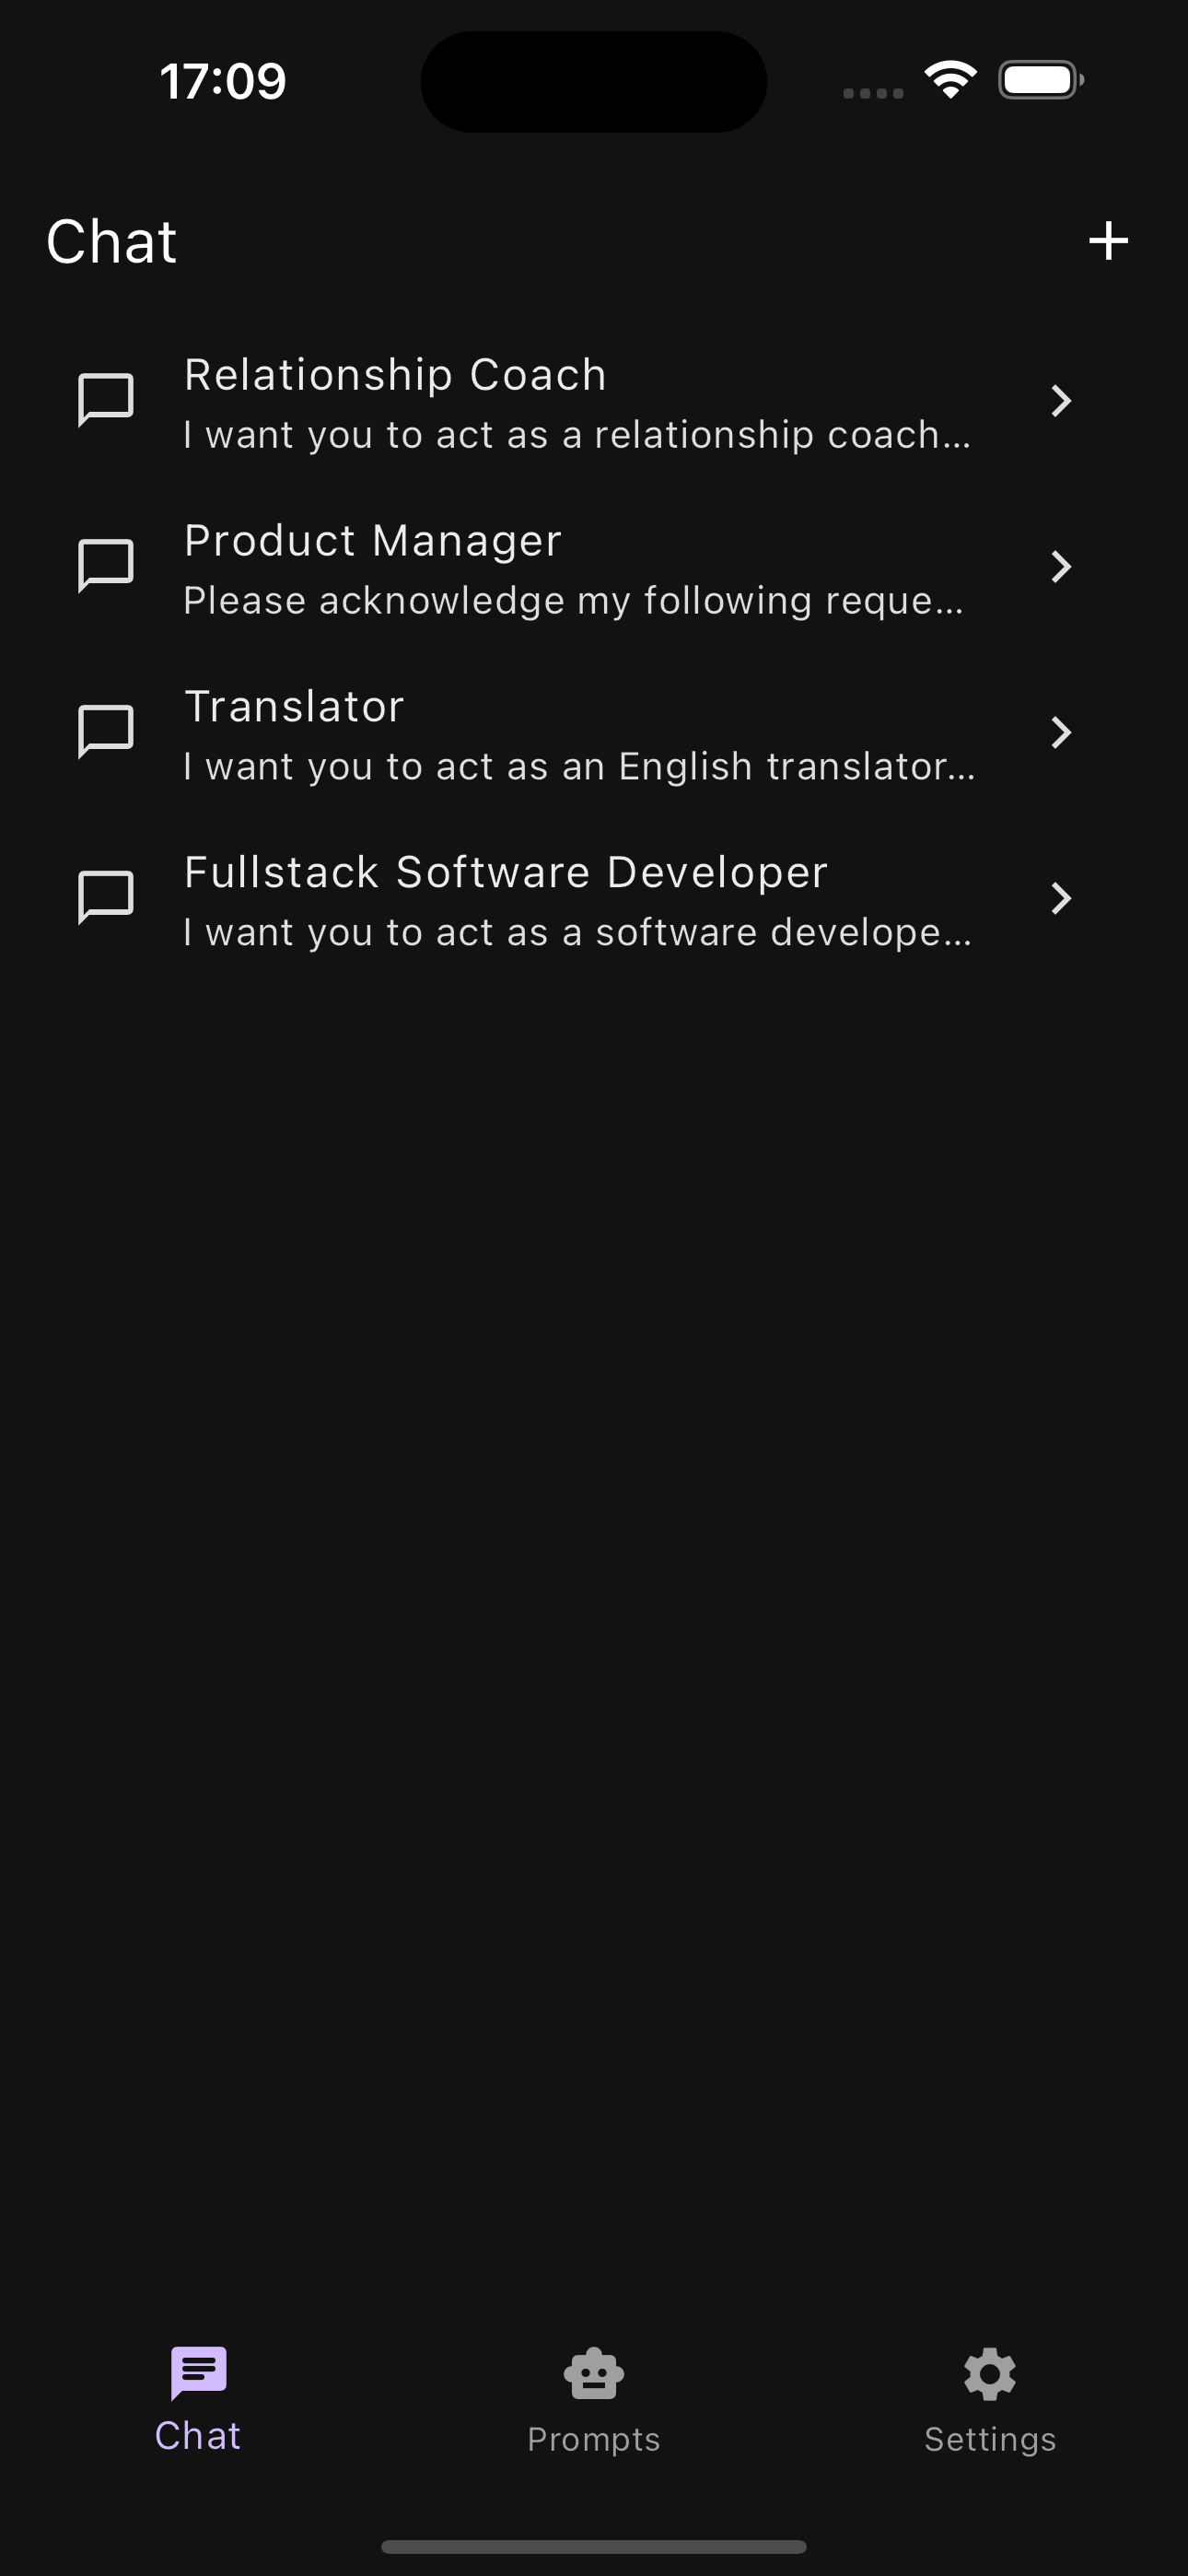 17:09
Chat
Relationship Coach
I want you to act as a relationship coach...
Product Manager
Please acknowledge my following reque...
Translator
I want you to act as an English translator...
Fullstack Software Developer
I want you to act as a software develope...
Chat
Prompts
Settings